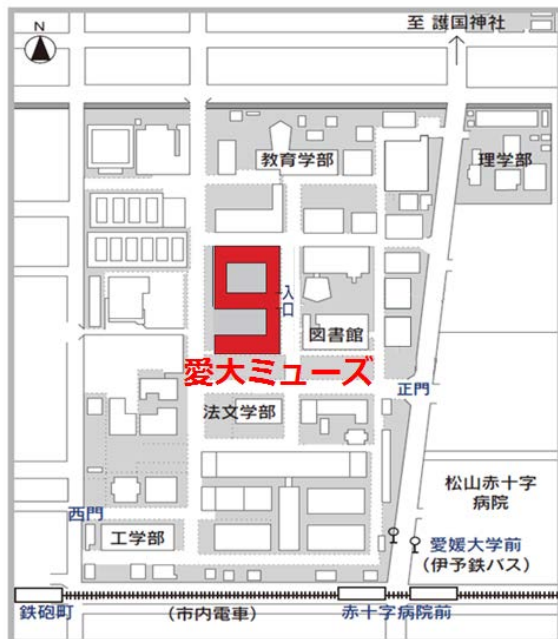 至 護国神社
N
教育学部
理学部
入口
図書館
愛大ミューズ
正門
法文学部
松山赤十字
病院
西門
工学部
愛媛大学前
(伊予鉄バス)
鉄砲町
(市内電車)
赤十字病院前